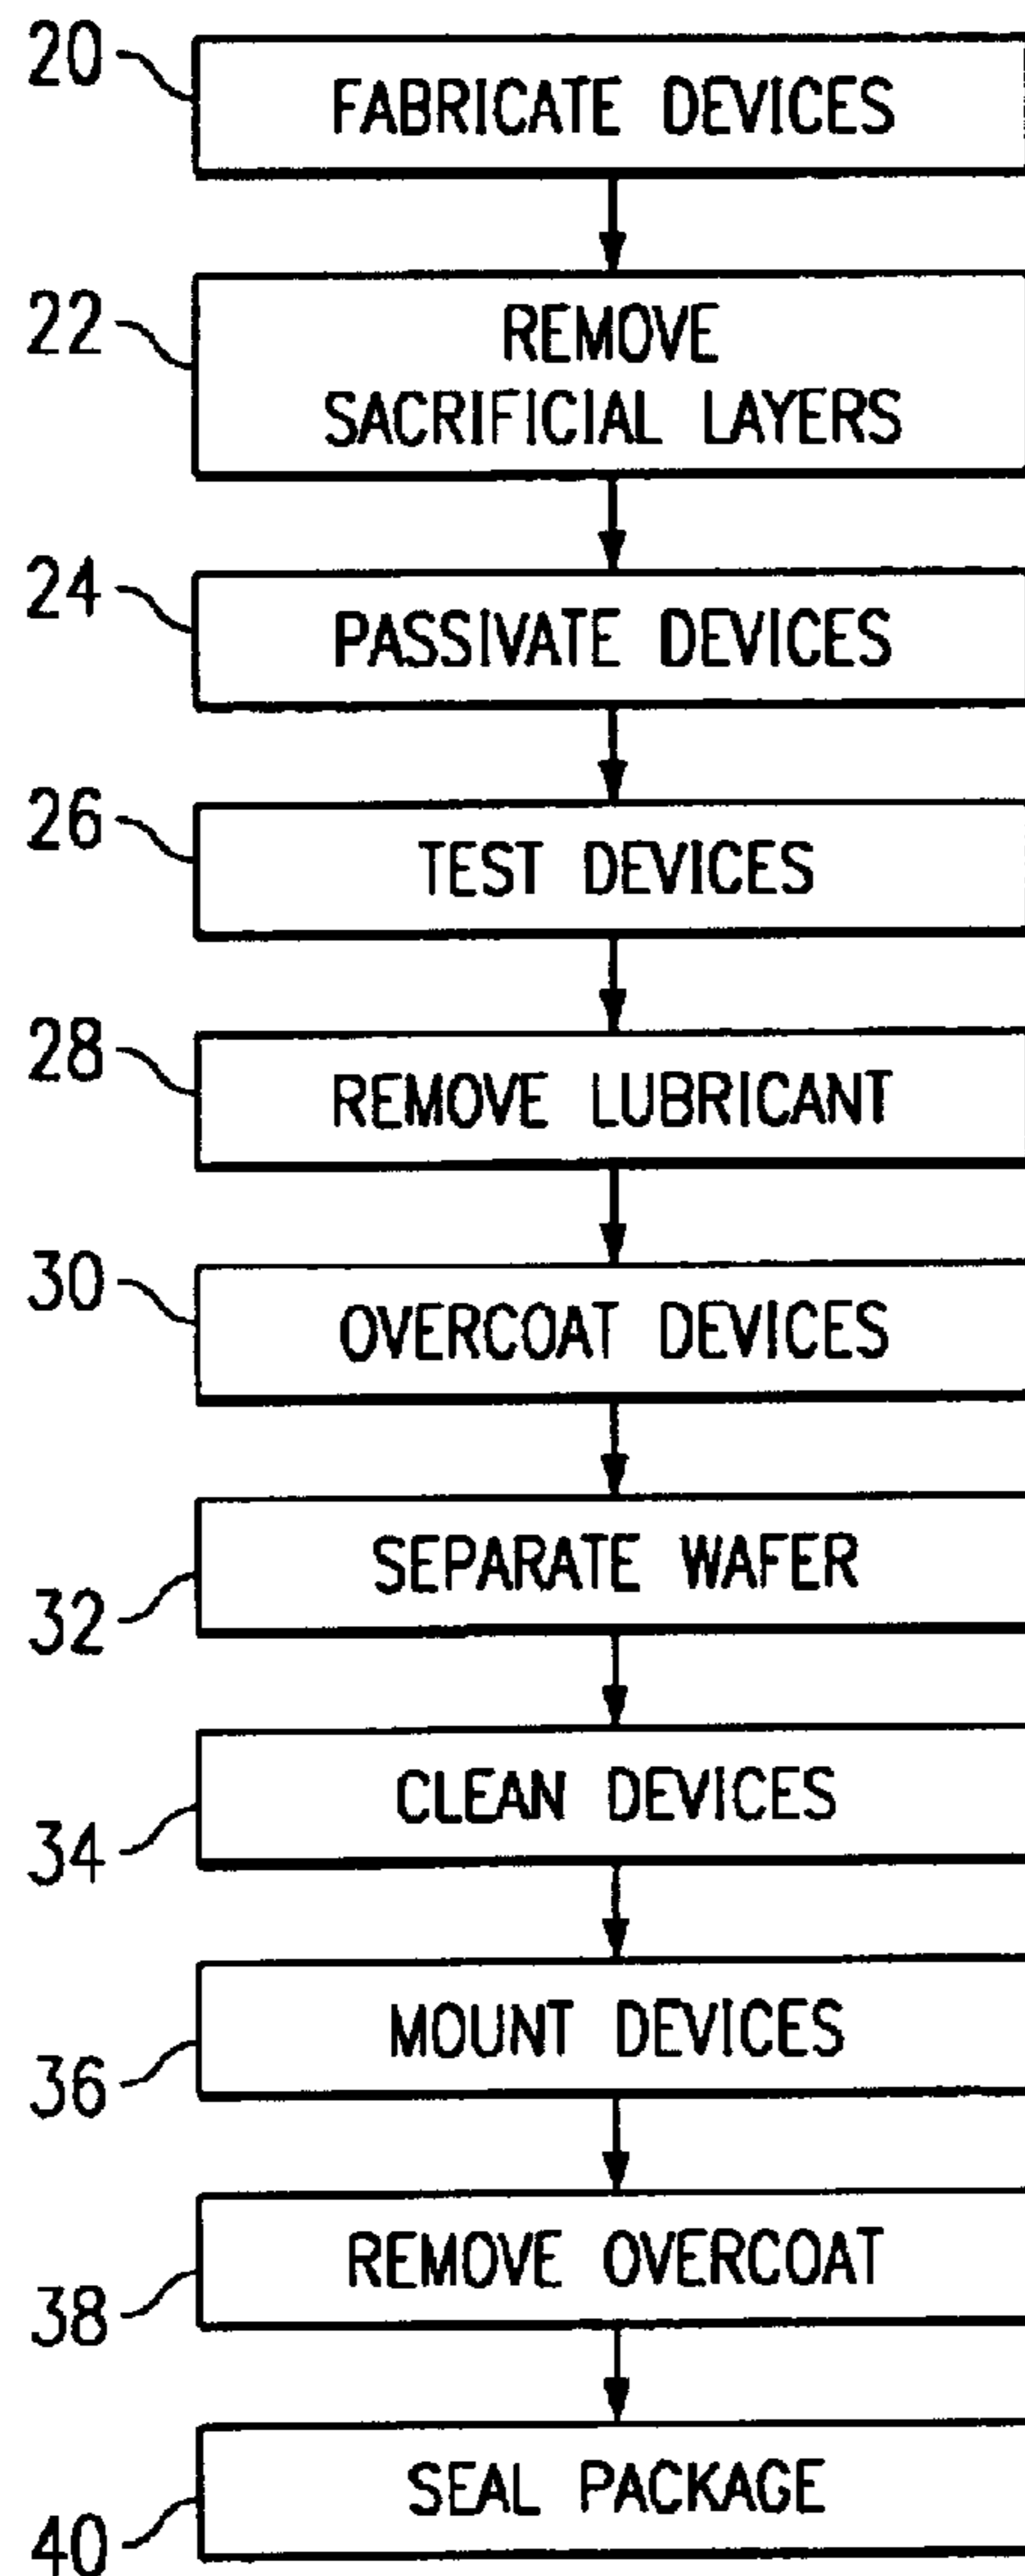 20
FABRICATE DEVICES
22
REMOVE
SACRIFICIAL LAYERS
24
PASSIVATE DEVICES
26
TEST DEVICES
28
REMOVE LUBRICANT
30
OVERCOAT DEVICES
32
SEPARATE WAFER
34
CLEAN DEVICES
36
MOUNT DEVICES
38
REMOVE OVERCOAT
40
SEAL PACKAGE